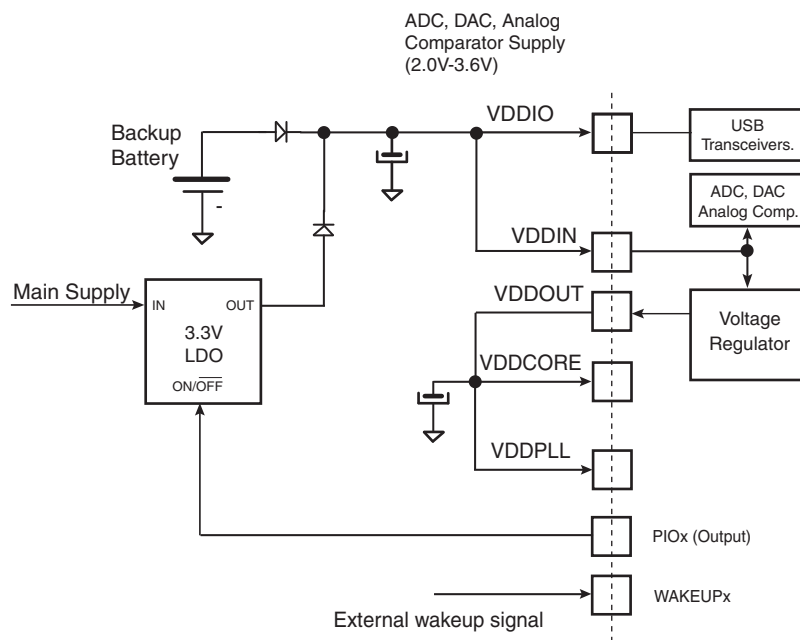 ADC, DAC, Analog
Comparator Supply
(2.0V-3.6V)
Backup
Battery
-
VDDIO
USB
Transceivers.
ADC, DAC
Analog Comp.
VDDIN
Main Supply
IN
OUT
3.3V
LDO
ON/OFF
VDDOUT
Voltage
Regulator
VDDCORE
VDDPLL
PIOx (Output)
WAKEUPx
External wakeup signal